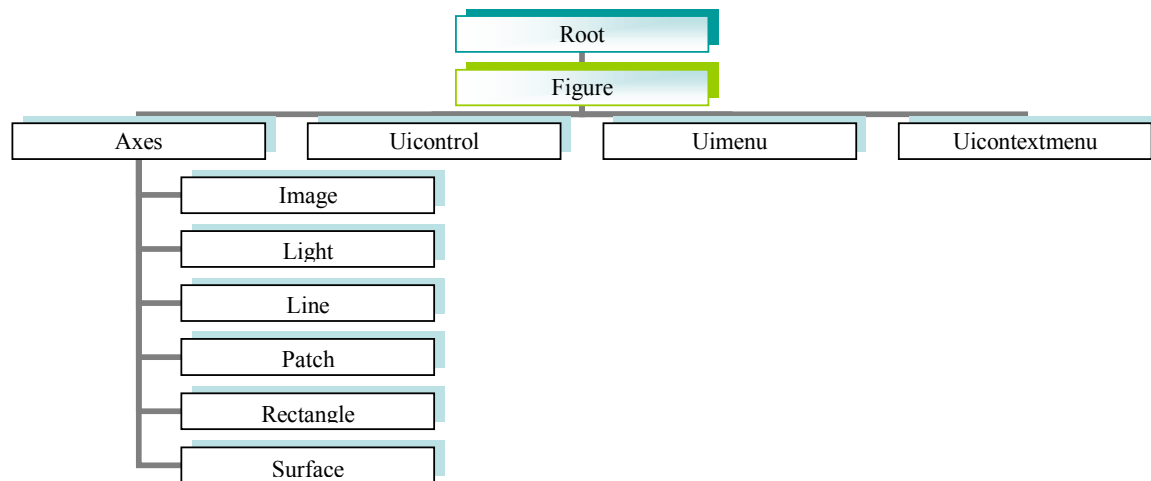 Root
Figure
Axes
Uicontrol
Uimenu
Uicontextmenu
Image
Light
Line
Patch
Rectangle
Surface